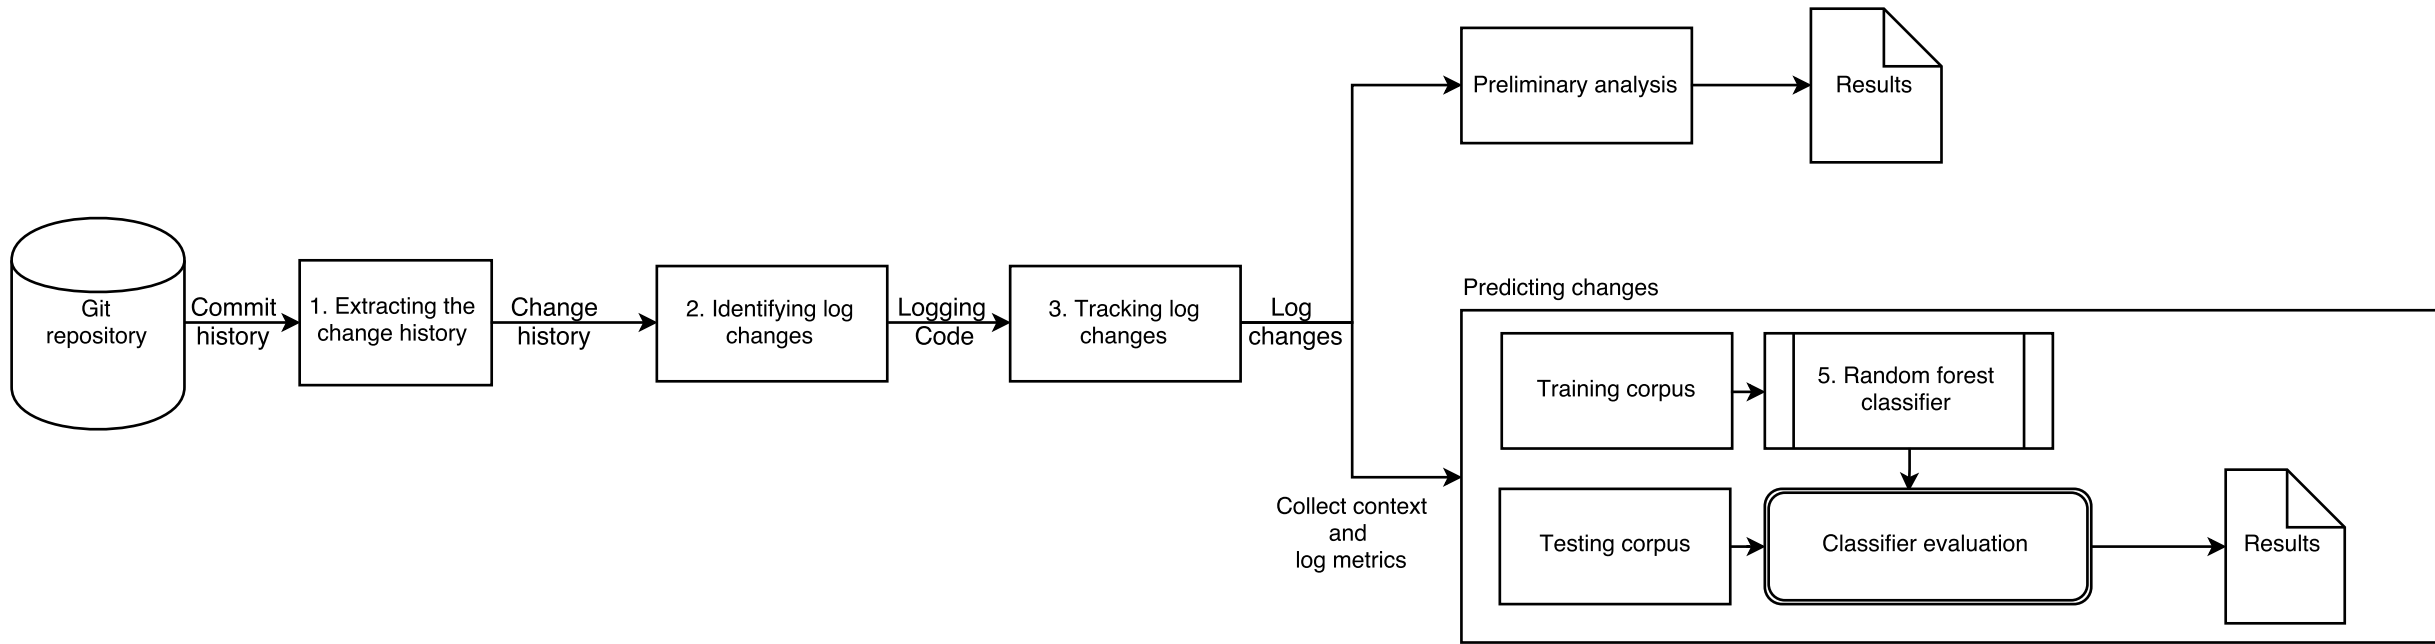 Git
repository
Commit
history
1. Extracting the
change history
Change
history
2. Identifying log
changes
Logging
Code
3. Tracking log
changes
Log
changes
Preliminary analysis
Results
Collect context
and
log metrics
Predicting changes
Training corpus
5. Random forest
classifier
Testing corpus
Classifier evaluation
Results